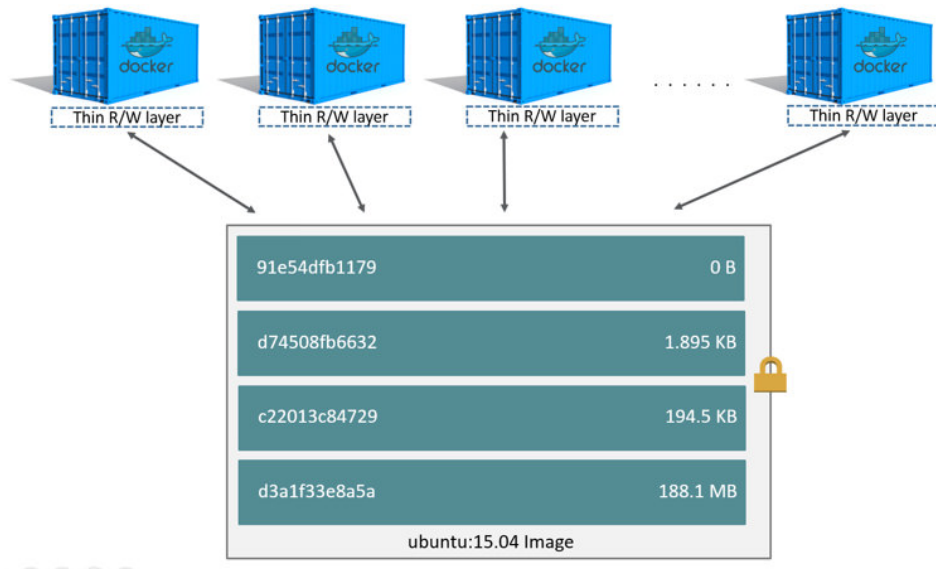 docker
docker
docker
docker
. . . . . .
Thin R/W layer
Thin R/W layer
Thin R/W layer
Thin R/W layer
91e54dfb1179 0 B
d74508fb6632 1.895 KB
c22013c84729 194.5 KB
d3a1f33e8a5a 188.1 MB
ubuntu:15.04 Image